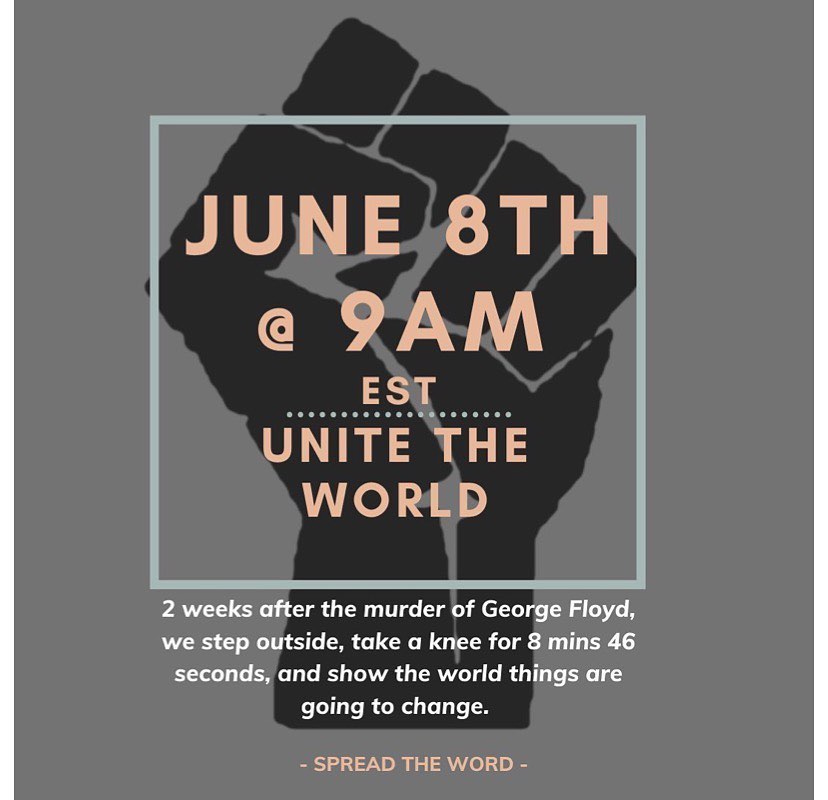 JUNE 8TH
@ 9AM
EST
UNITE THE
WORLD
2 weeks after the murder of George Floyd,
we step outside, take a knee for 8 mins 46
seconds, and show the world things are
going to change.
- SPREAD THE WORD -